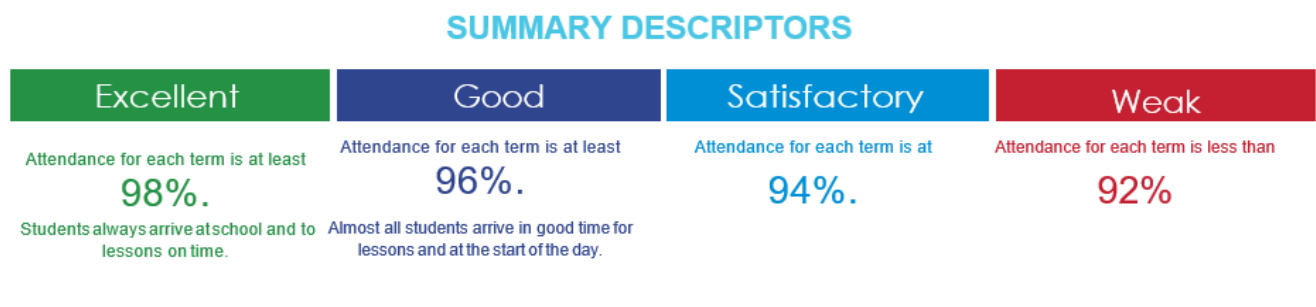 SUMMARY DESCRIPTORS
Excellent
Attendance for each term is at least
98%.
Students always arrive at school and to
lessons on time.
Good
Attendance for each term is at least
96%.
Almost all students arrive in good time for
lessons and at the start of the day.
Satisfactory
Attendance for each term is at
94%.
Weak
Attendance for each term is less than
92%